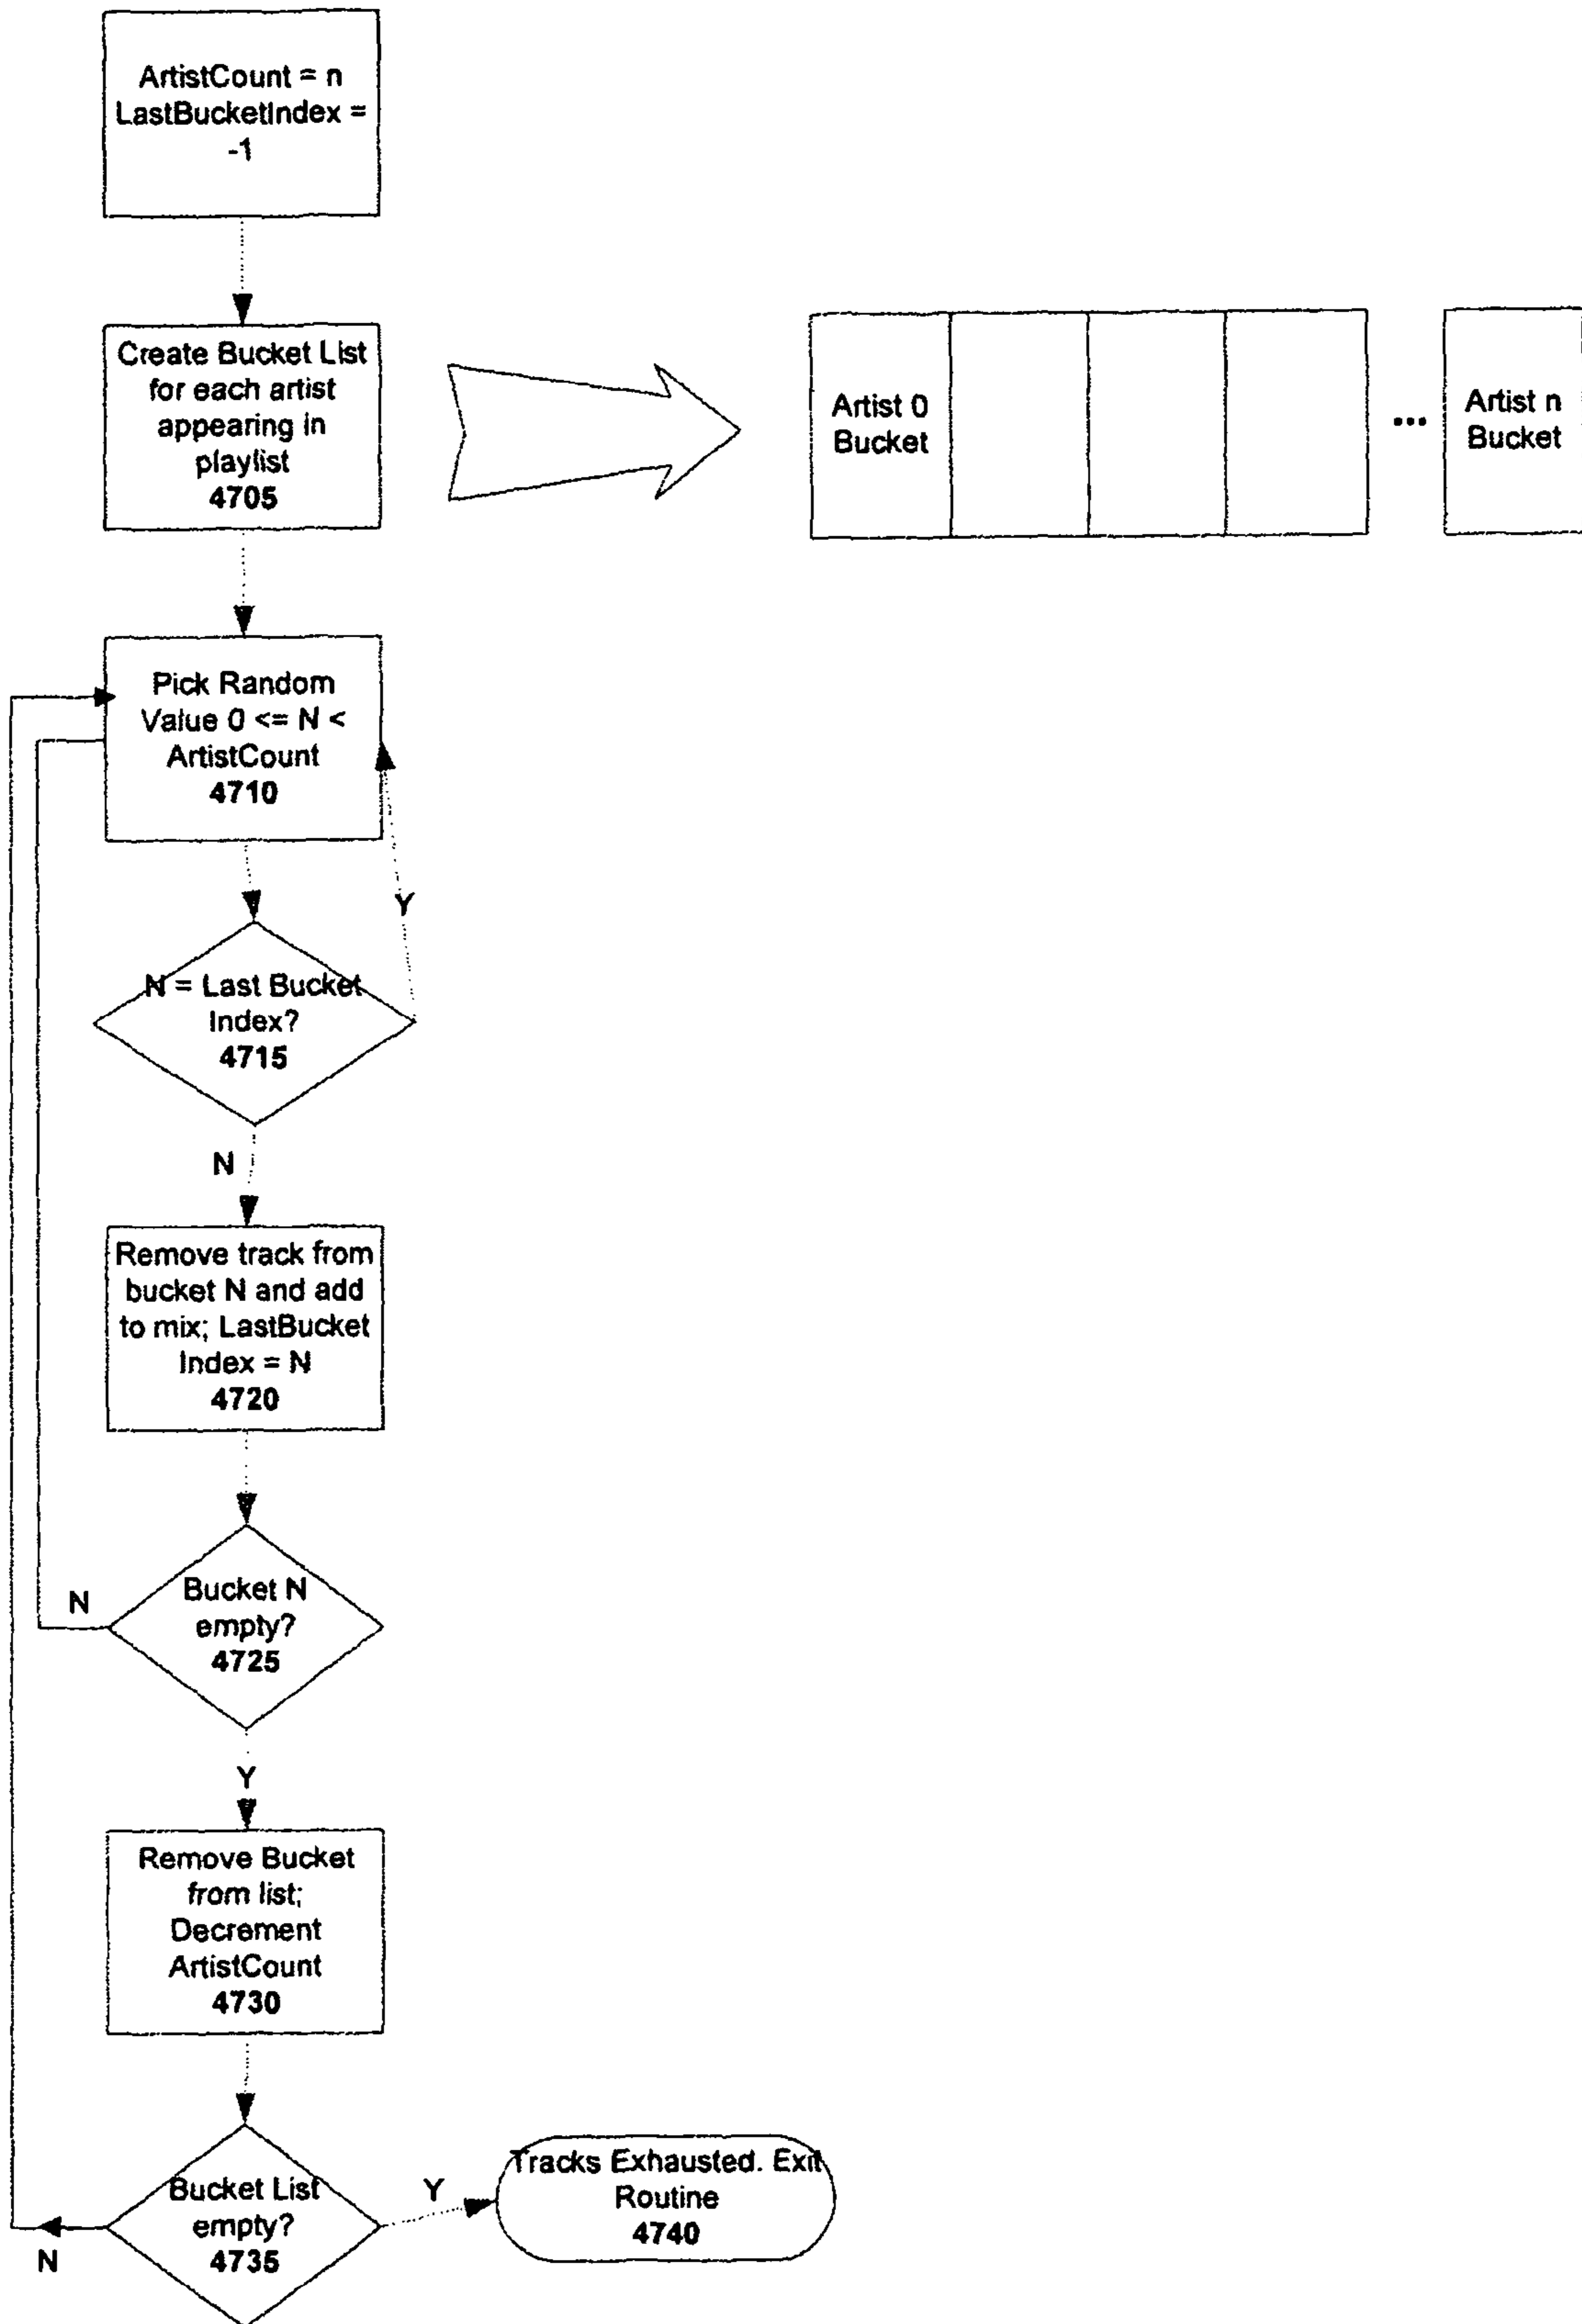 ArtistCount = n
LastBucketIndex =
-1
Create Bucket List
for each artist
appearing in
playlist
4705
Artist 0
Bucket
...
Artist n
Bucket
Pick Random
Value 0 <= N <
ArtistCount
4710
Y
N = Last Bucket
Index?
4715
N
Remove track from
bucket N and add
to mix; LastBucket
Index = N
4720
Bucket N
empty?
4725
N
Y
Remove Bucket
from list;
Decrement
ArtistCount
4730
Bucket List
empty?
4735
N
Y
Tracks Exhausted. Exit
Routine
4740